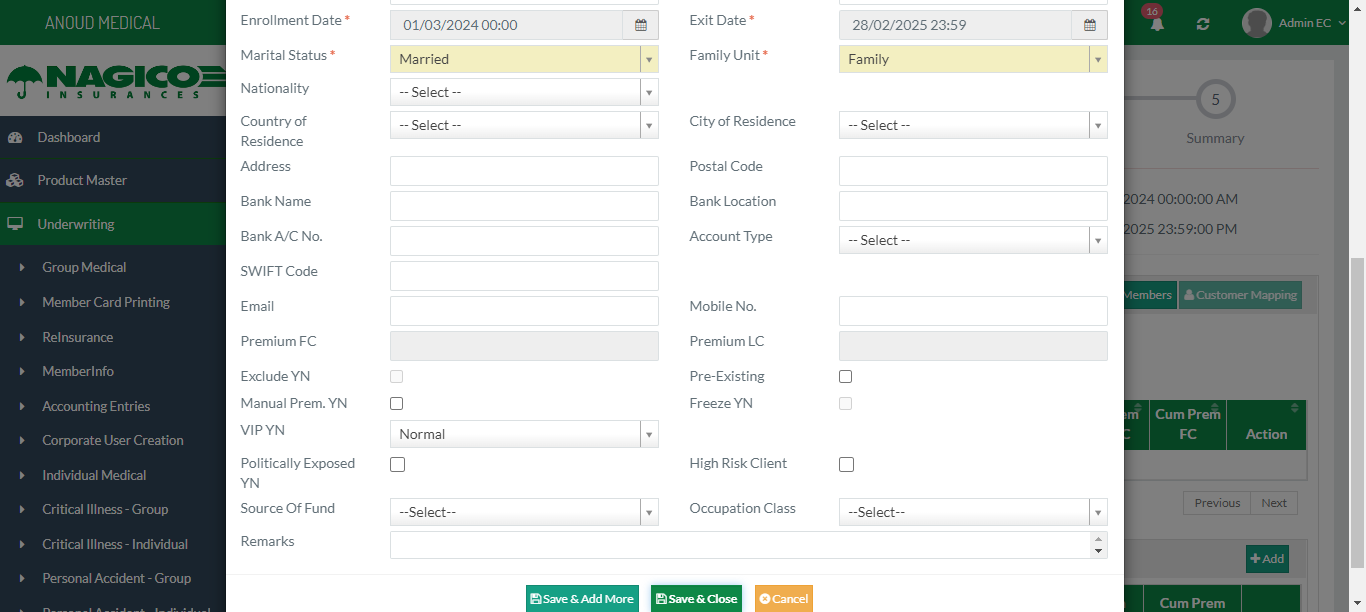 ANOUD MEDICAL
NAGICO
INSURANCES
Dashboard
Product Master
Underwriting
Group Medical
Member Card Printing
ReInsurance
MemberInfo
Accounting Entries
Corporate User Creation
Individual Medical
Critical Illness - Group
Critical Illness - Individual
Personal Accident - Group
Personal Accident - Individual
Enrollment Date * 01/03/2024 00:00 Exit Date * 28/02/2025 23:59
Marital Status * Married Family Unit * Family
Nationality -- Select --
Country of Residence -- Select -- City of Residence -- Select --
Address Postal Code
Bank Name Bank Location
Bank A/C No. Account Type -- Select --
SWIFT Code
Email Mobile No.
Premium FC Premium LC
Exclude YN Pre-Existing
Manual Prem. YN Freeze YN
VIP YN Normal
Politically Exposed YN High Risk Client
Source Of Fund --Select-- Occupation Class --Select--
Remarks
Save & Add More Save & Close Cancel
16 Admin EC
5
Summary
2024 00:00:00 AM
2025 23:59:00 PM
Members Customer Mapping
em Cum Prem
C FC Action
Previous Next
Add
Cum Prem